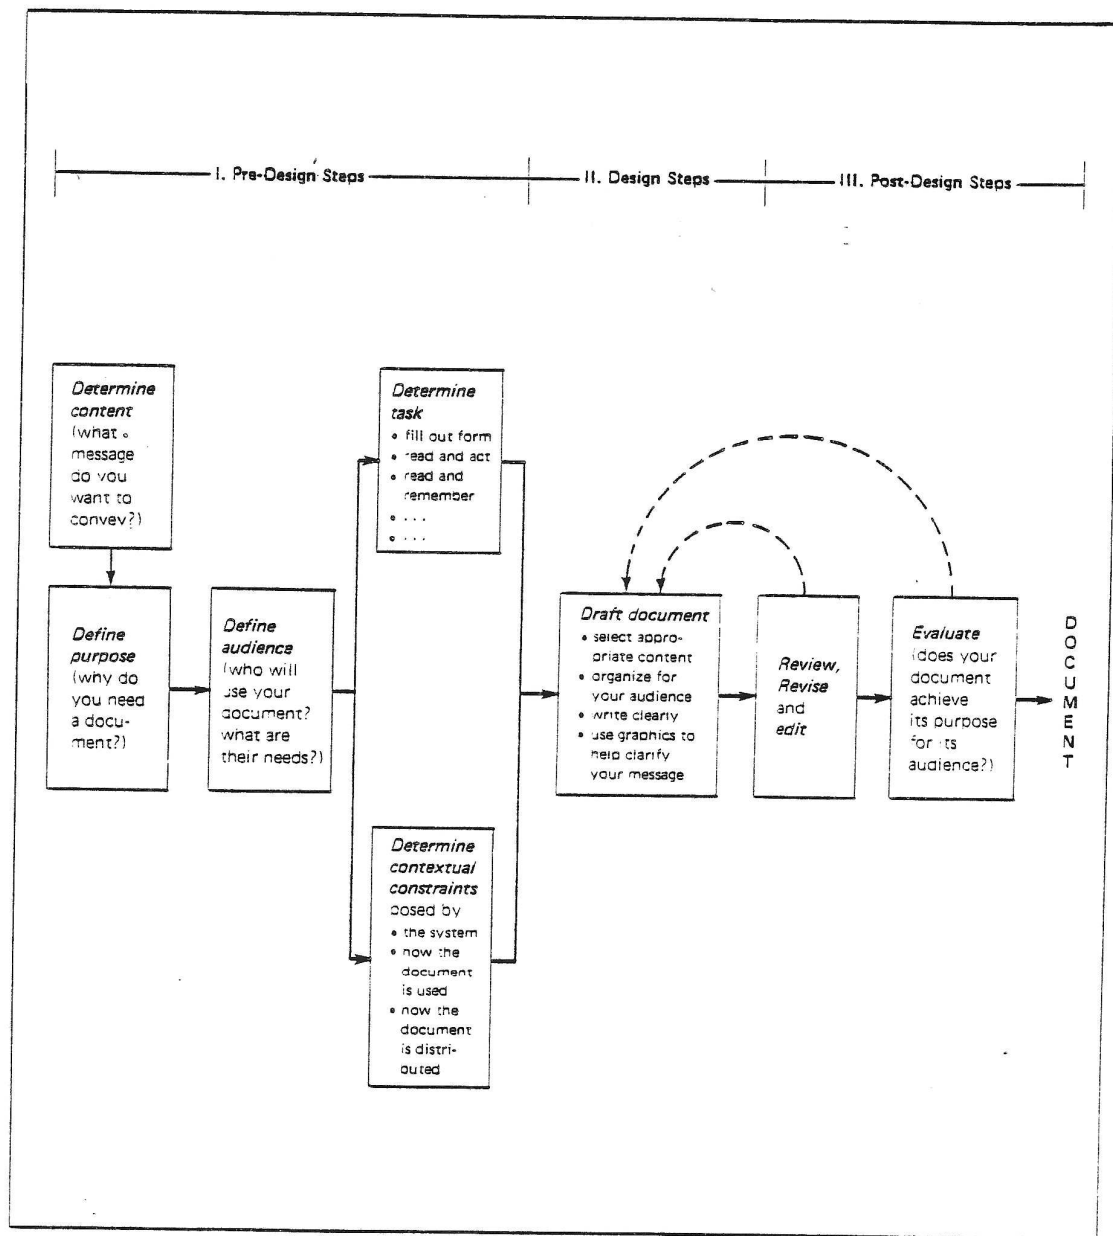 I. Pre-Design Steps
II. Design Steps
III. Post-Design Steps
Determine
content
(what
message
do you
want to
convey?)
Define
purpose
(why do
you need
a docu-
ment?)
Define
audience
(who will
use your
document?
what are
their needs?)
Determine
task
• fill out form
• read and act
• read and
remember
• . . .
• . . .
Determine
contextual
constraints
posed by
• the system
• how the
document
is used
• how the
document
is distri-
buted
Draft document
• select appro-
priate content
• organize for
your audience
• write clearly
• use graphics to
help clarify
your message
Review,
Revise
and
edit
Evaluate
(does your
document
achieve
its purpose
for its
audience?)
DOCUMENT